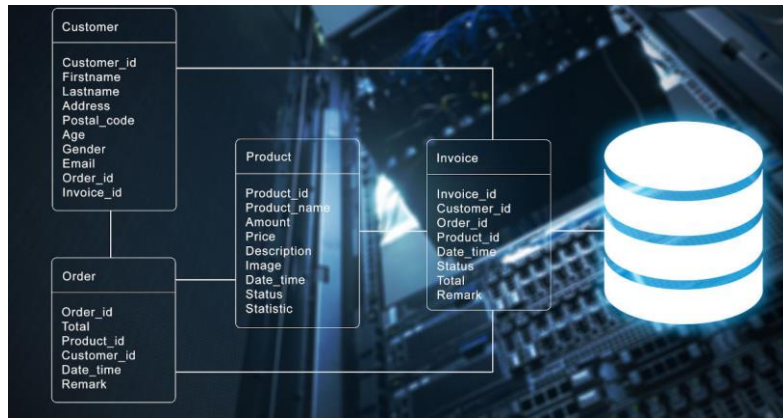 Customer
Customer_id
Firstname
Lastname
Address
Postal_code
Age
Gender
Email
Order_id
Invoice_id
Product
Product_id
Product_name
Amount
Price
Description
Image
Date_time
Status
Statistic
Invoice
Invoice_id
Customer_id
Order_id
Product_id
Date_time
Status
Total
Remark
Order
Order_id
Total
Product_id
Customer_id
Date_time
Remark